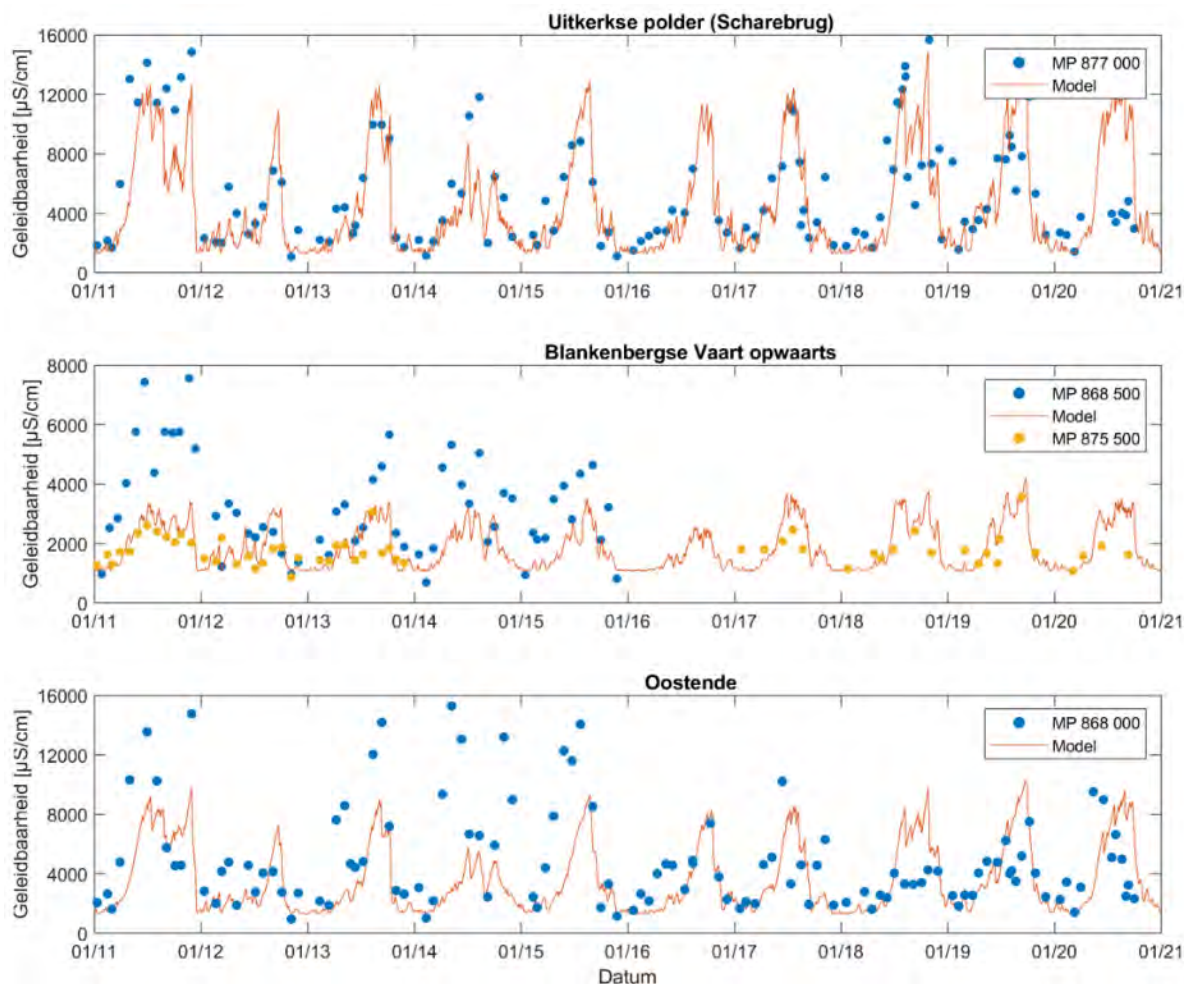 Uitkerkse polder (Scharebrug)
16000
12000
8000
4000
0
Geleidbaarheid [µS/cm]
MP 877 000
Model
01/11 01/12 01/13 01/14 01/15 01/16 01/17 01/18 01/19 01/20 01/21
Blankenbergse Vaart opwaarts
8000
6000
4000
2000
0
Geleidbaarheid [µS/cm]
MP 868 500
Model
MP 875 500
01/11 01/12 01/13 01/14 01/15 01/16 01/17 01/18 01/19 01/20 01/21
Oostende
16000
12000
8000
4000
0
Geleidbaarheid [µS/cm]
MP 868 000
Model
01/11 01/12 01/13 01/14 01/15 01/16 01/17 01/18 01/19 01/20 01/21
Datum